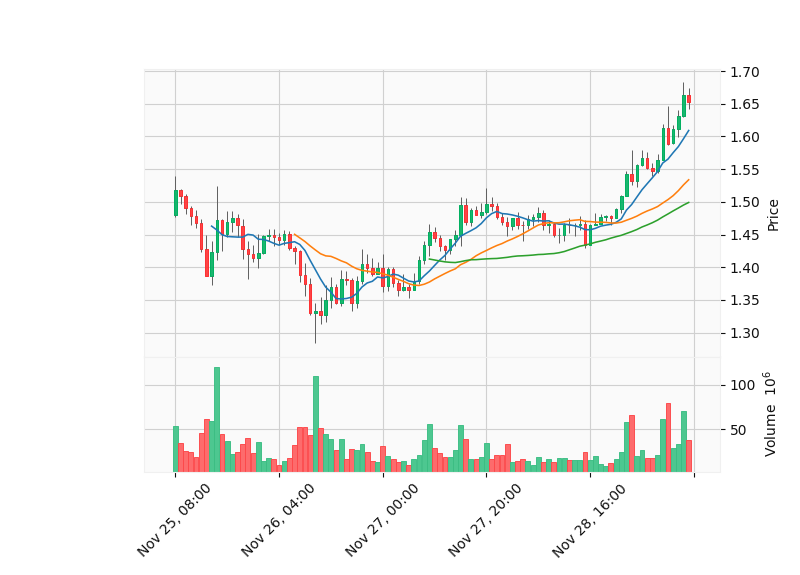 1.70
1.65
1.60
1.55
1.50
1.45
1.40
1.35
1.30
Price
100
50
Volume 10⁶
Nov 25, 08:00
Nov 26, 04:00
Nov 27, 00:00
Nov 27, 20:00
Nov 28, 16:00